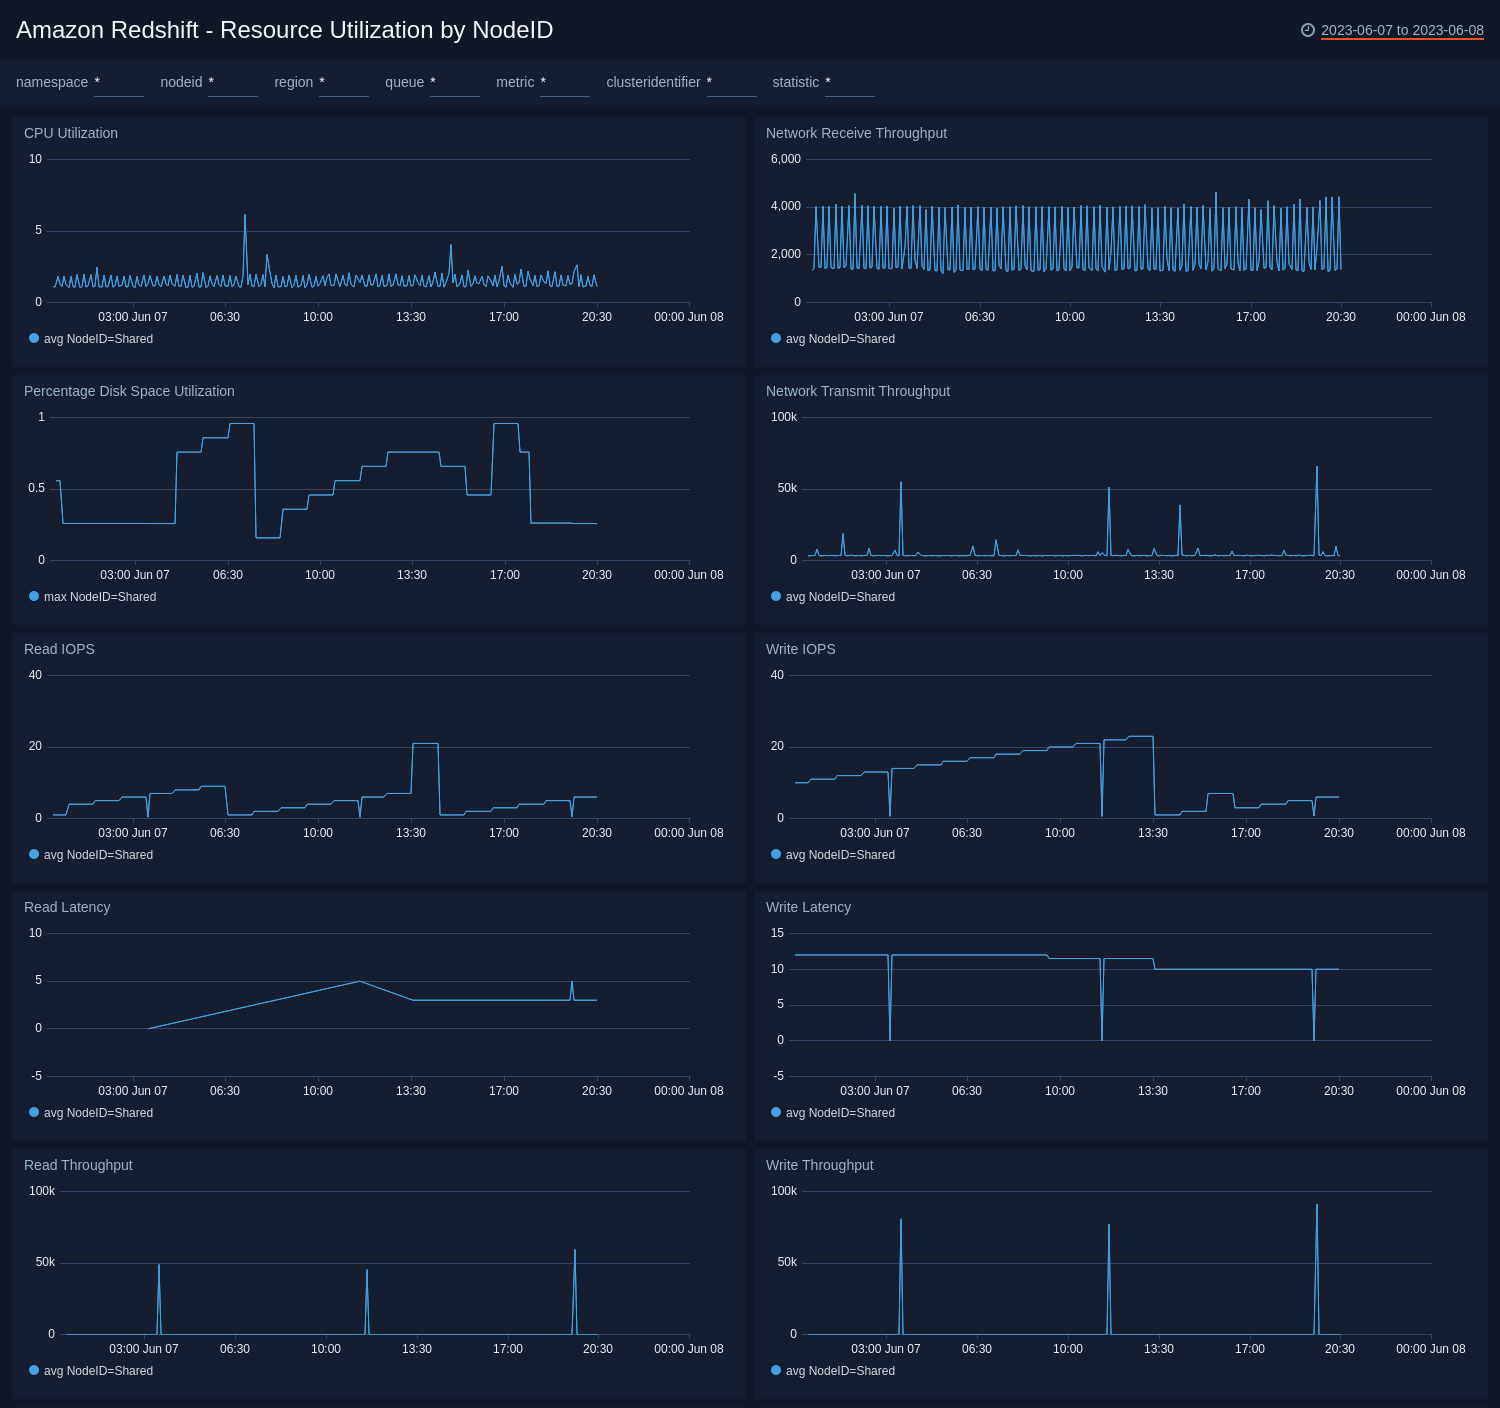 Amazon Redshift - Resource Utilization by NodeID
2023-06-07 to 2023-06-08
namespace * nodeid * region * queue * metric * clusteridentifier * statistic *
CPU Utilization
10
5
0
03:00 Jun 07 06:30 10:00 13:30 17:00 20:30 00:00 Jun 08
avg NodeID=Shared
Network Receive Throughput
6,000
4,000
2,000
0
03:00 Jun 07 06:30 10:00 13:30 17:00 20:30 00:00 Jun 08
avg NodeID=Shared
Percentage Disk Space Utilization
1
0.5
0
03:00 Jun 07 06:30 10:00 13:30 17:00 20:30 00:00 Jun 08
max NodeID=Shared
Network Transmit Throughput
100k
50k
0
03:00 Jun 07 06:30 10:00 13:30 17:00 20:30 00:00 Jun 08
avg NodeID=Shared
Read IOPS
40
20
0
03:00 Jun 07 06:30 10:00 13:30 17:00 20:30 00:00 Jun 08
avg NodeID=Shared
Write IOPS
40
20
0
03:00 Jun 07 06:30 10:00 13:30 17:00 20:30 00:00 Jun 08
avg NodeID=Shared
Read Latency
10
5
0
-5
03:00 Jun 07 06:30 10:00 13:30 17:00 20:30 00:00 Jun 08
avg NodeID=Shared
Write Latency
15
10
5
0
-5
03:00 Jun 07 06:30 10:00 13:30 17:00 20:30 00:00 Jun 08
avg NodeID=Shared
Read Throughput
100k
50k
0
03:00 Jun 07 06:30 10:00 13:30 17:00 20:30 00:00 Jun 08
avg NodeID=Shared
Write Throughput
100k
50k
0
03:00 Jun 07 06:30 10:00 13:30 17:00 20:30 00:00 Jun 08
avg NodeID=Shared